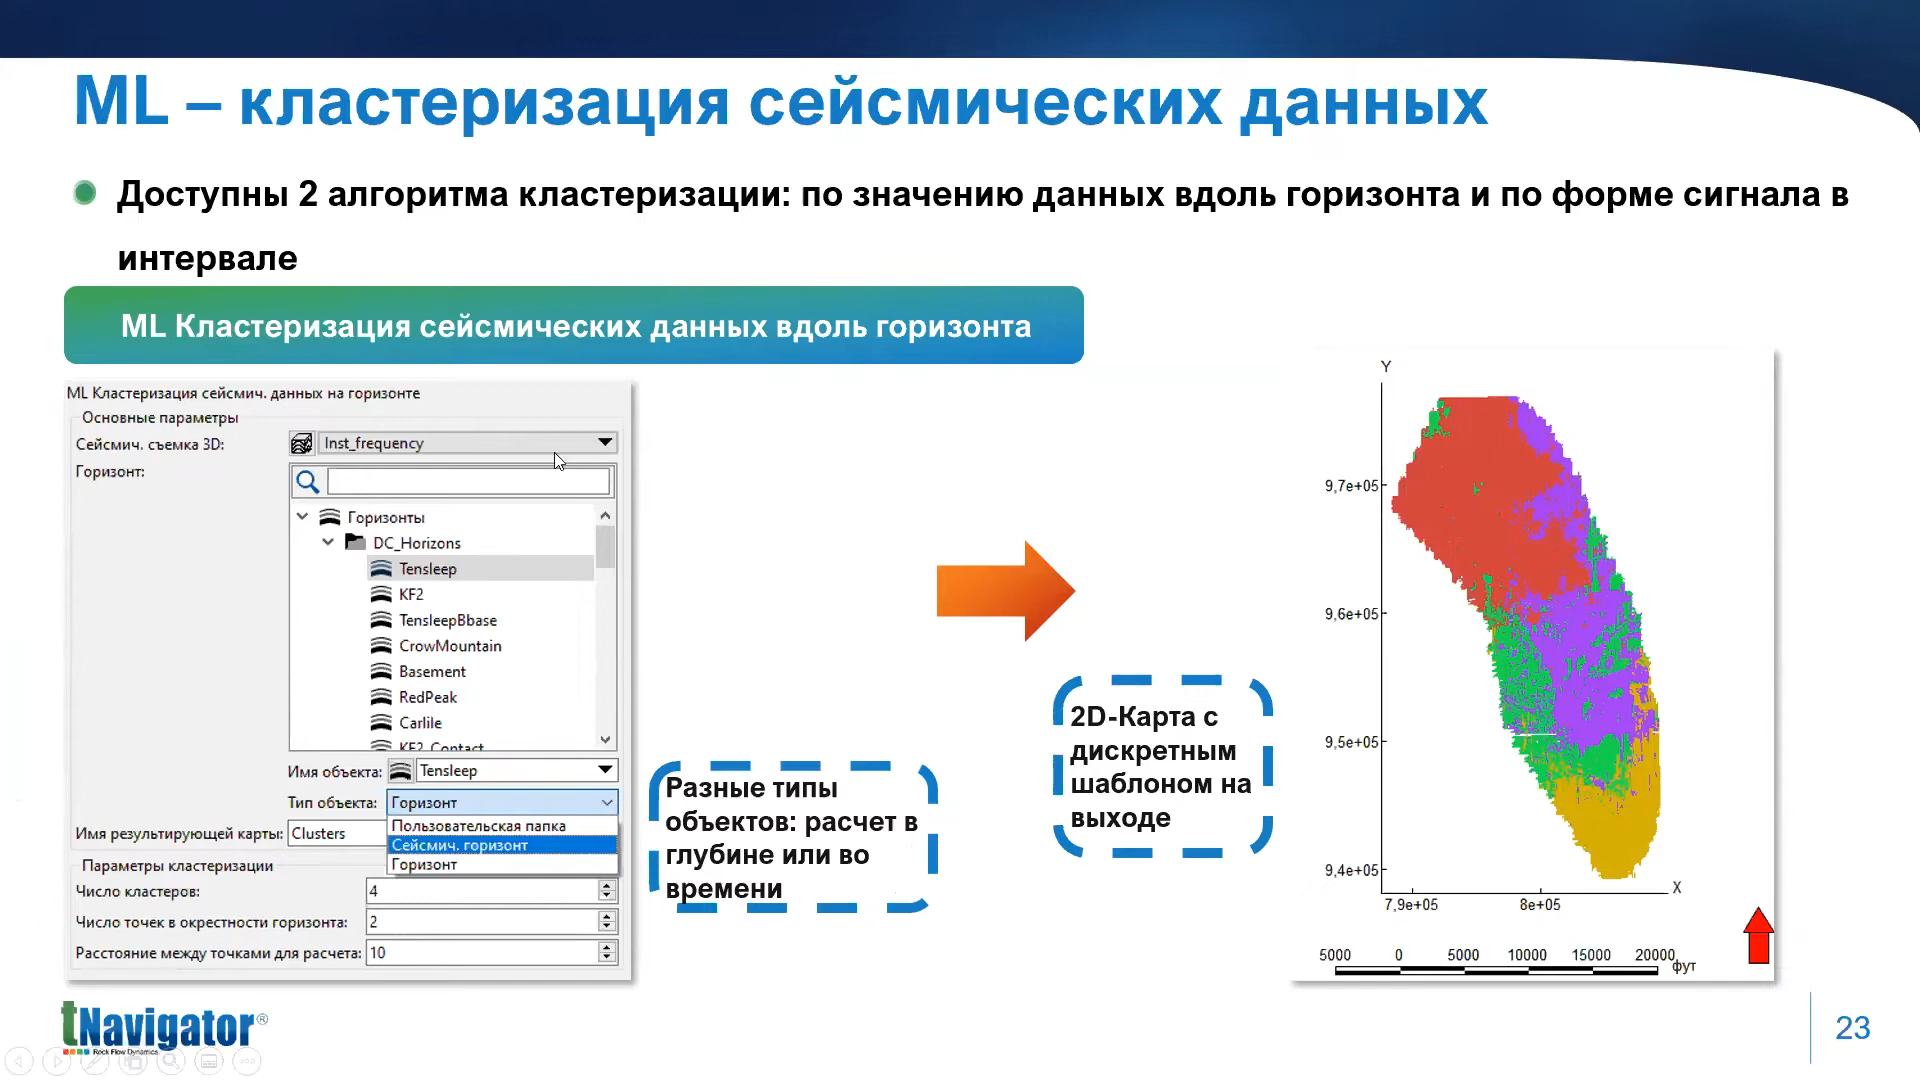 ML – кластеризация сейсмических данных
Доступны 2 алгоритма кластеризации: по значению данных вдоль горизонта и по форме сигнала в
интервале
ML Кластеризация сейсмических данных вдоль горизонта
ML Кластеризация сейсмич. данных на горизонте
Основные параметры
Сейсмич. съемка 3D: Inst_frequency
Горизонт:
Горизонты
DC_Horizons
Tensleep
KF2
TensleepBbase
CrowMountain
Basement
RedPeak
Carlile
KF2_Contact
Имя объекта: Tensleep
Тип объекта: Горизонт
Пользовательская папка
Сейсмич. горизонт
Горизонт
Имя результирующей карты: Clusters
Параметры кластеризации
Число кластеров: 4
Число точек в окрестности горизонта: 2
Расстояние между точками для расчета: 10
Разные типы
объектов: расчет в
глубине или во
времени
2D-Карта с
дискретным
шаблоном на
выходе
Y
9,7e+05
9,6e+05
9,5e+05
9,4e+05
X
7,9e+05 8e+05
5000 0 5000 10000 15000 20000
фут
tNavigator®
Rock Flow Dynamics
23